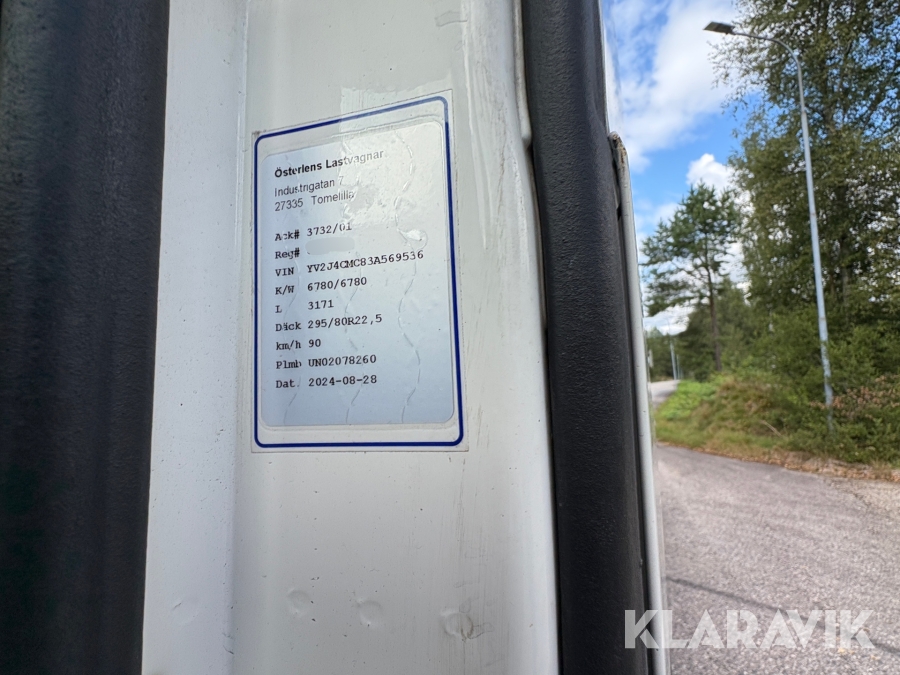 Österlens Lastvagnar
Industrigatan 7
27335 Tomelilla
Ack# 3732/01
Reg#
VIN YV2J4CMC83A569536
K/W 6780/6780
L 3171
Däck 295/80R22,5
km/h 90
Plmb UN02078260
Dat. 2024-08-28
KLARAVIK